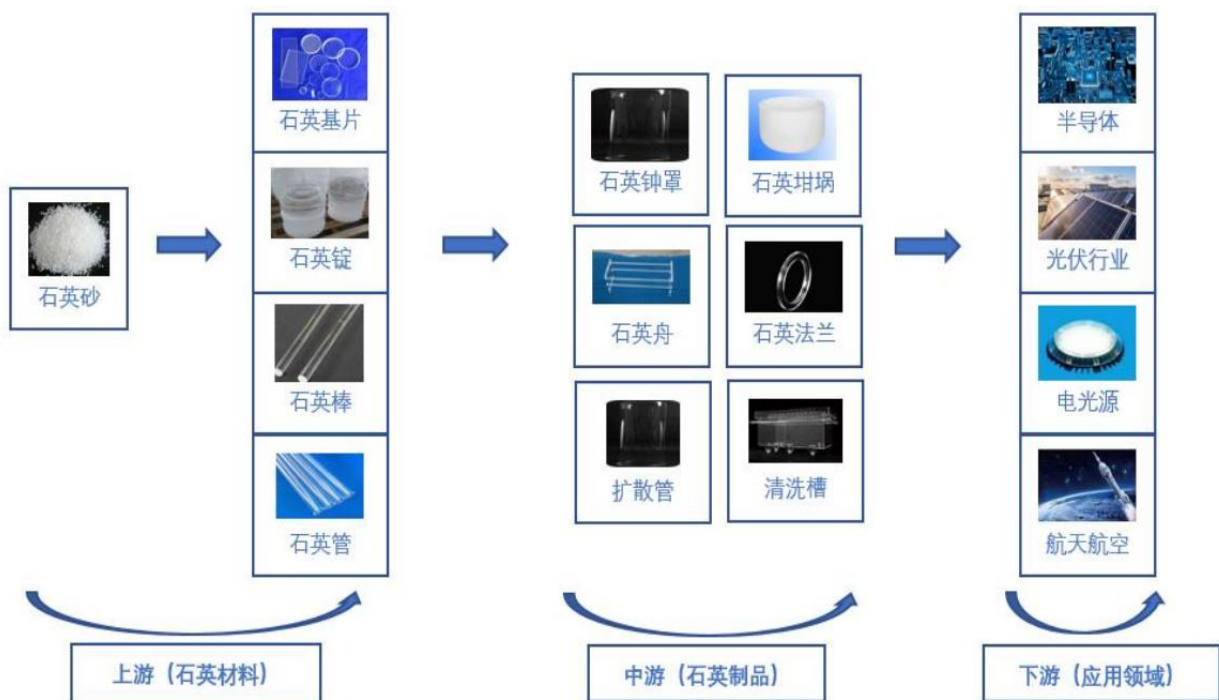 石英砂
石英基片
石英锭
石英棒
石英管
石英钟罩
石英坩埚
石英舟
石英法兰
扩散管
清洗槽
半导体
光伏行业
电光源
航天航空
上游（石英材料）
中游（石英制品）
下游（应用领域）